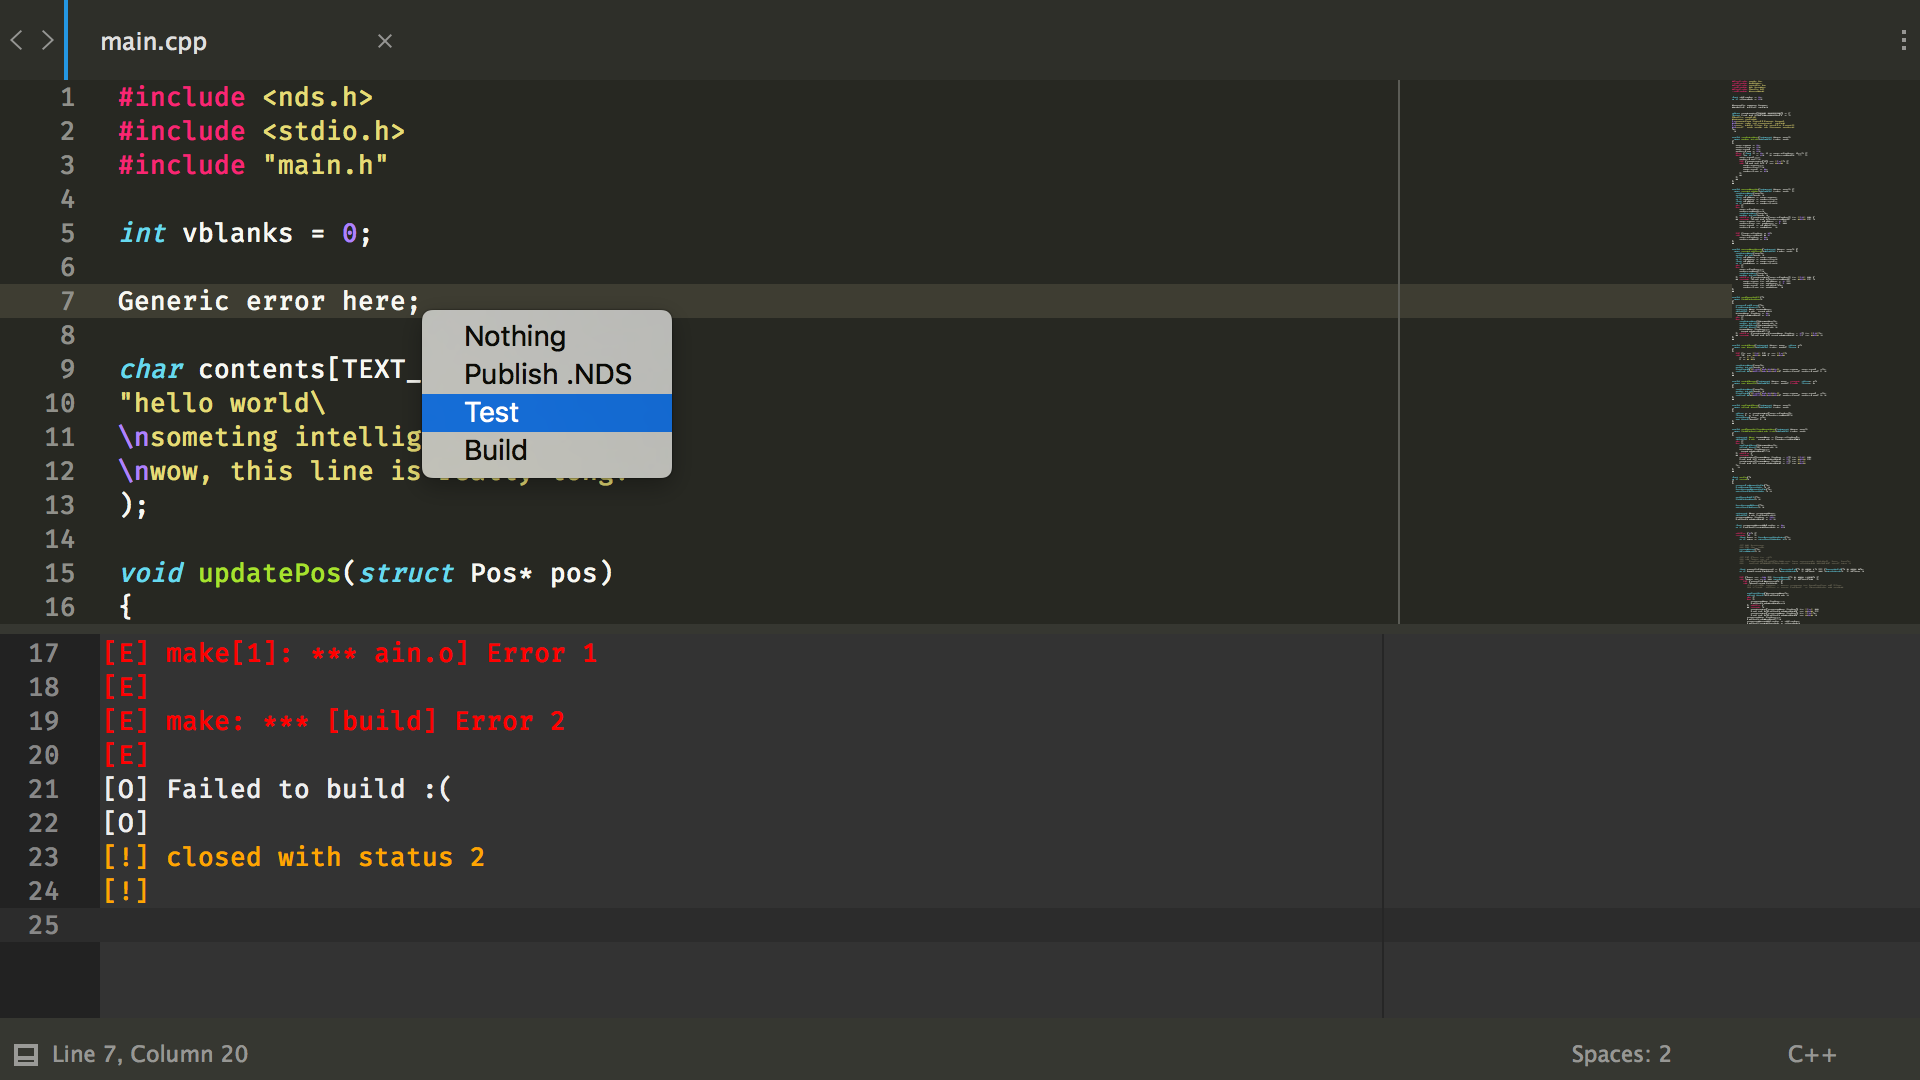 main.cpp
1 #include <nds.h>
2 #include <stdio.h>
3 #include "main.h"
4
5 int vblanks = 0;
6
7 Generic error here;
8
9 char contents[TEXT_
10 "hello world\
11 \nsometing intellig
12 \nwow, this line is
13 );
14
15 void updatePos(struct Pos* pos)
16 {
Nothing
Publish .NDS
Test
Build
17 [E] make[1]: *** ain.o] Error 1
18 [E]
19 [E] make: *** [build] Error 2
20 [E]
21 [O] Failed to build :(
22 [O]
23 [!] closed with status 2
24 [!]
25
Line 7, Column 20
Spaces: 2
C++